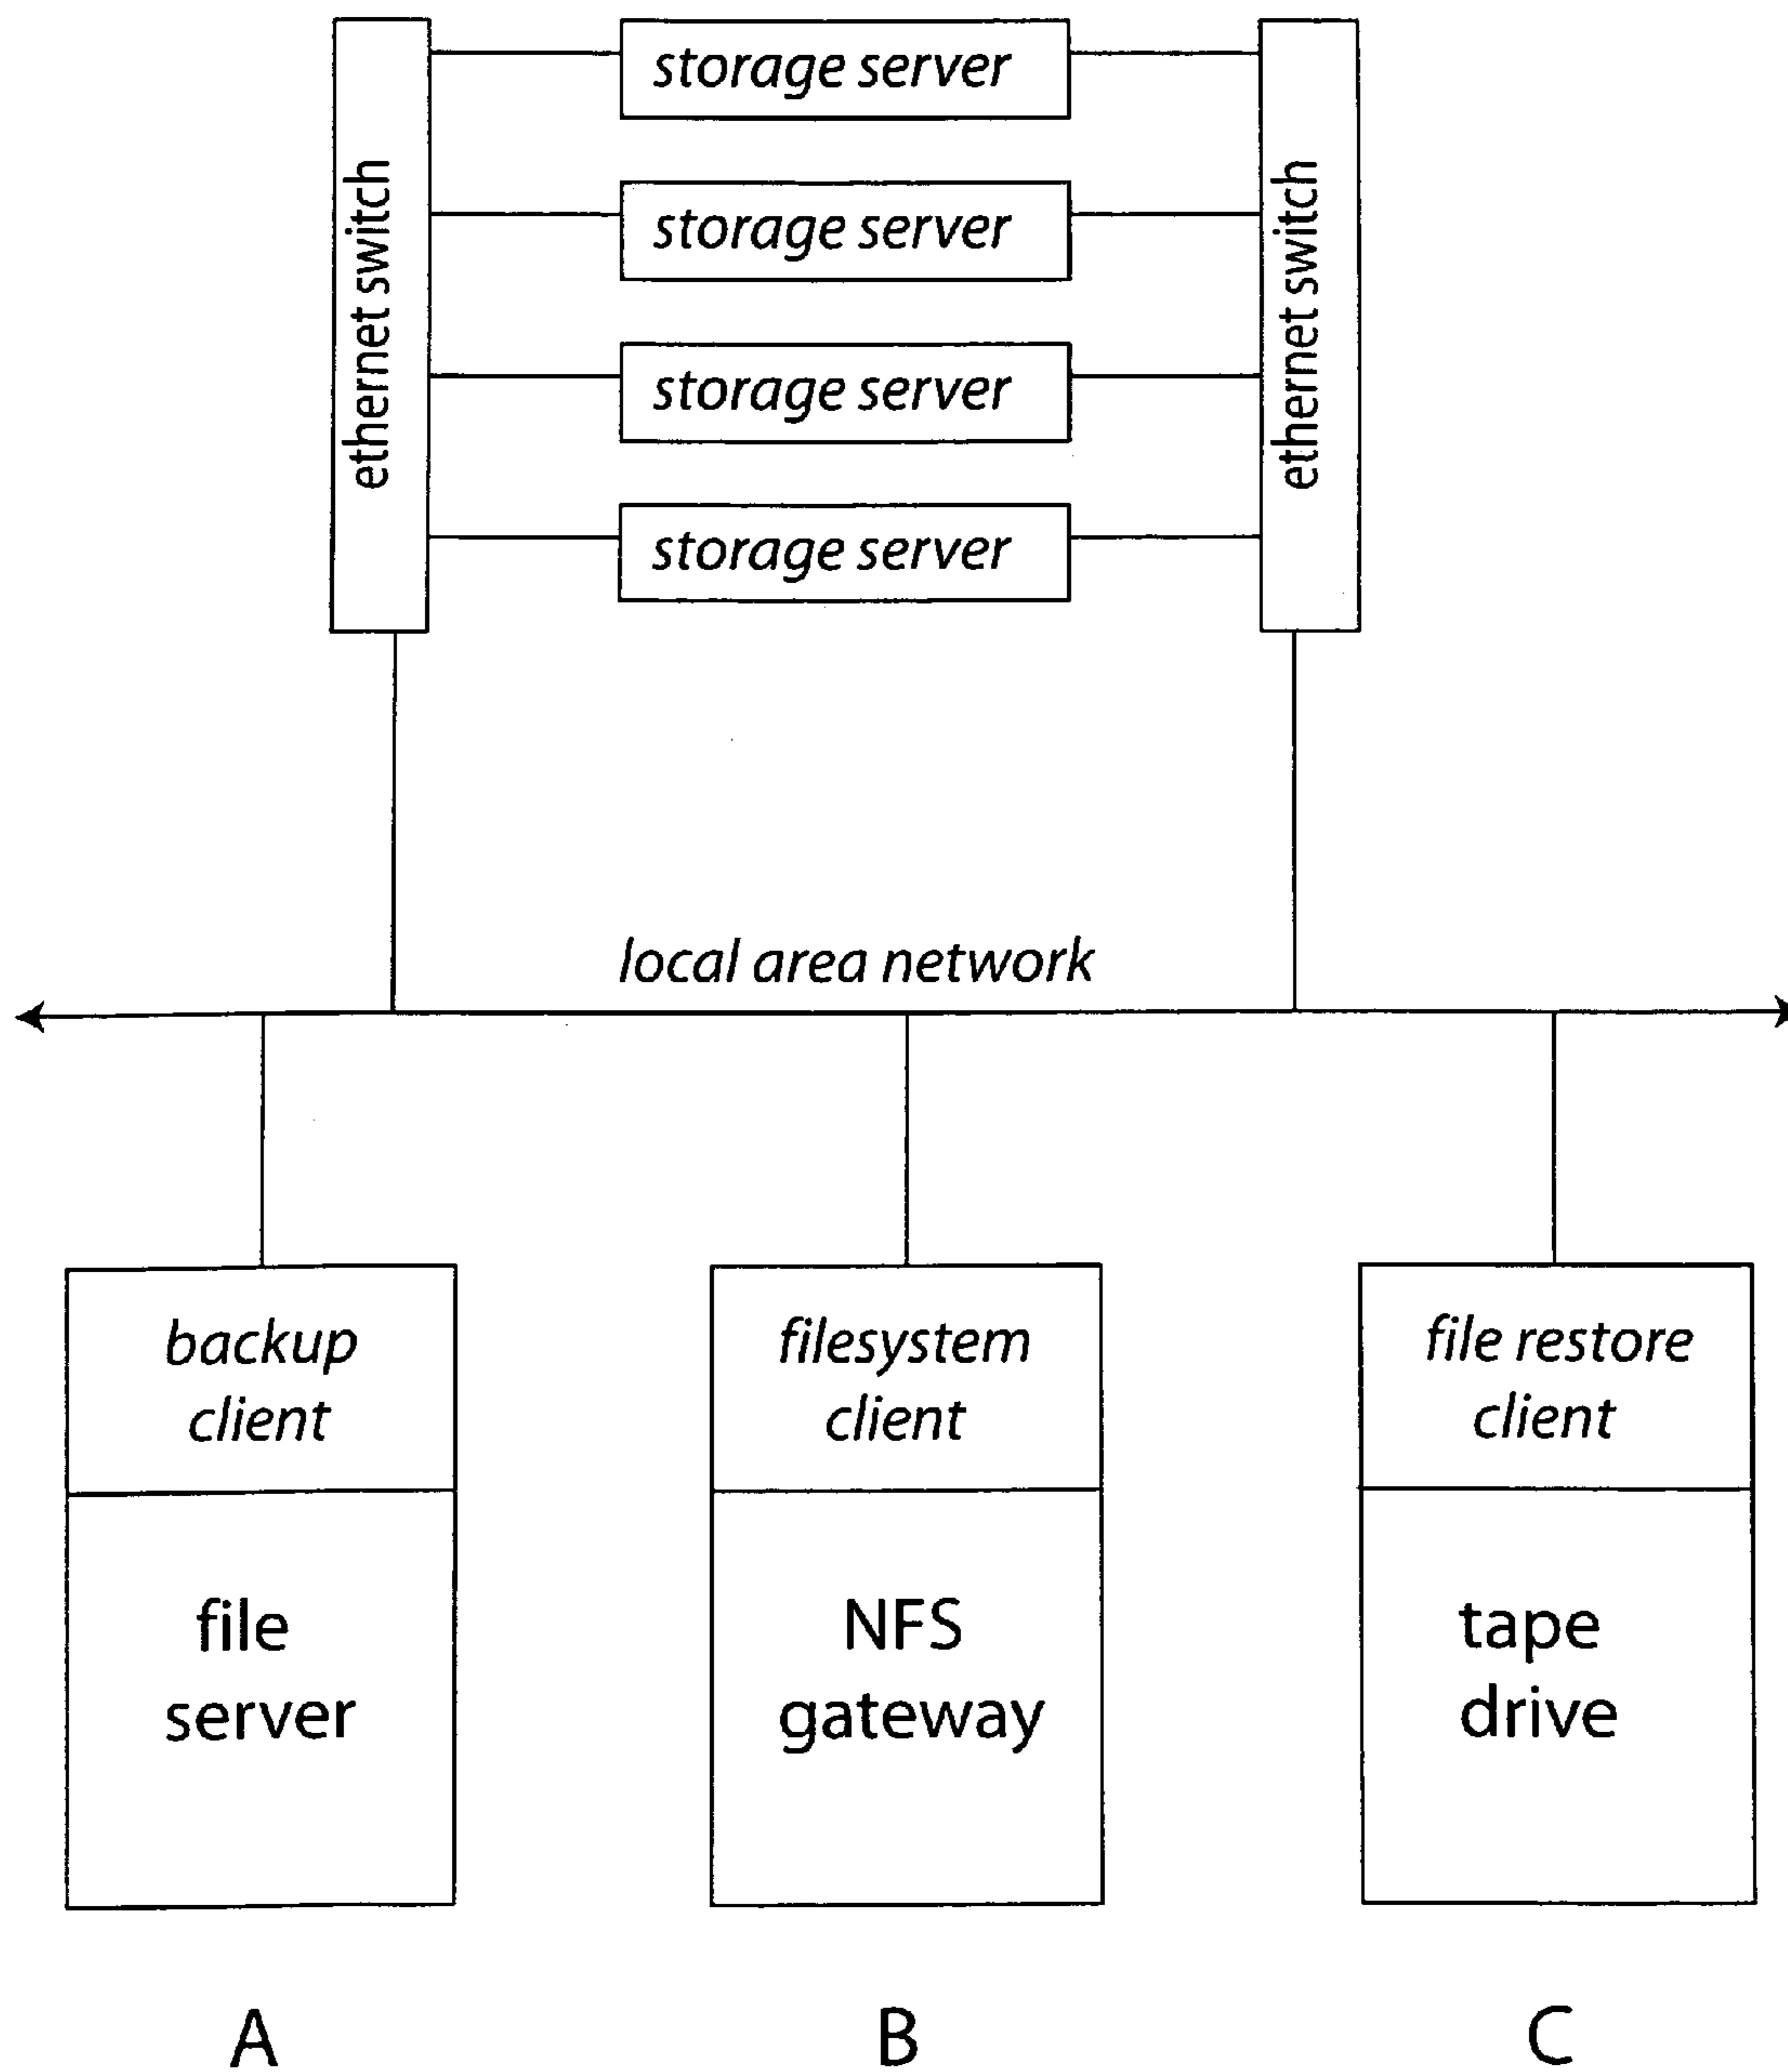 ethernet switch
storage server
storage server
storage server
storage server
ethernet switch
local area network
backup
client
file
server
filesystem
client
NFS
gateway
file restore
client
tape
drive
A
B
C